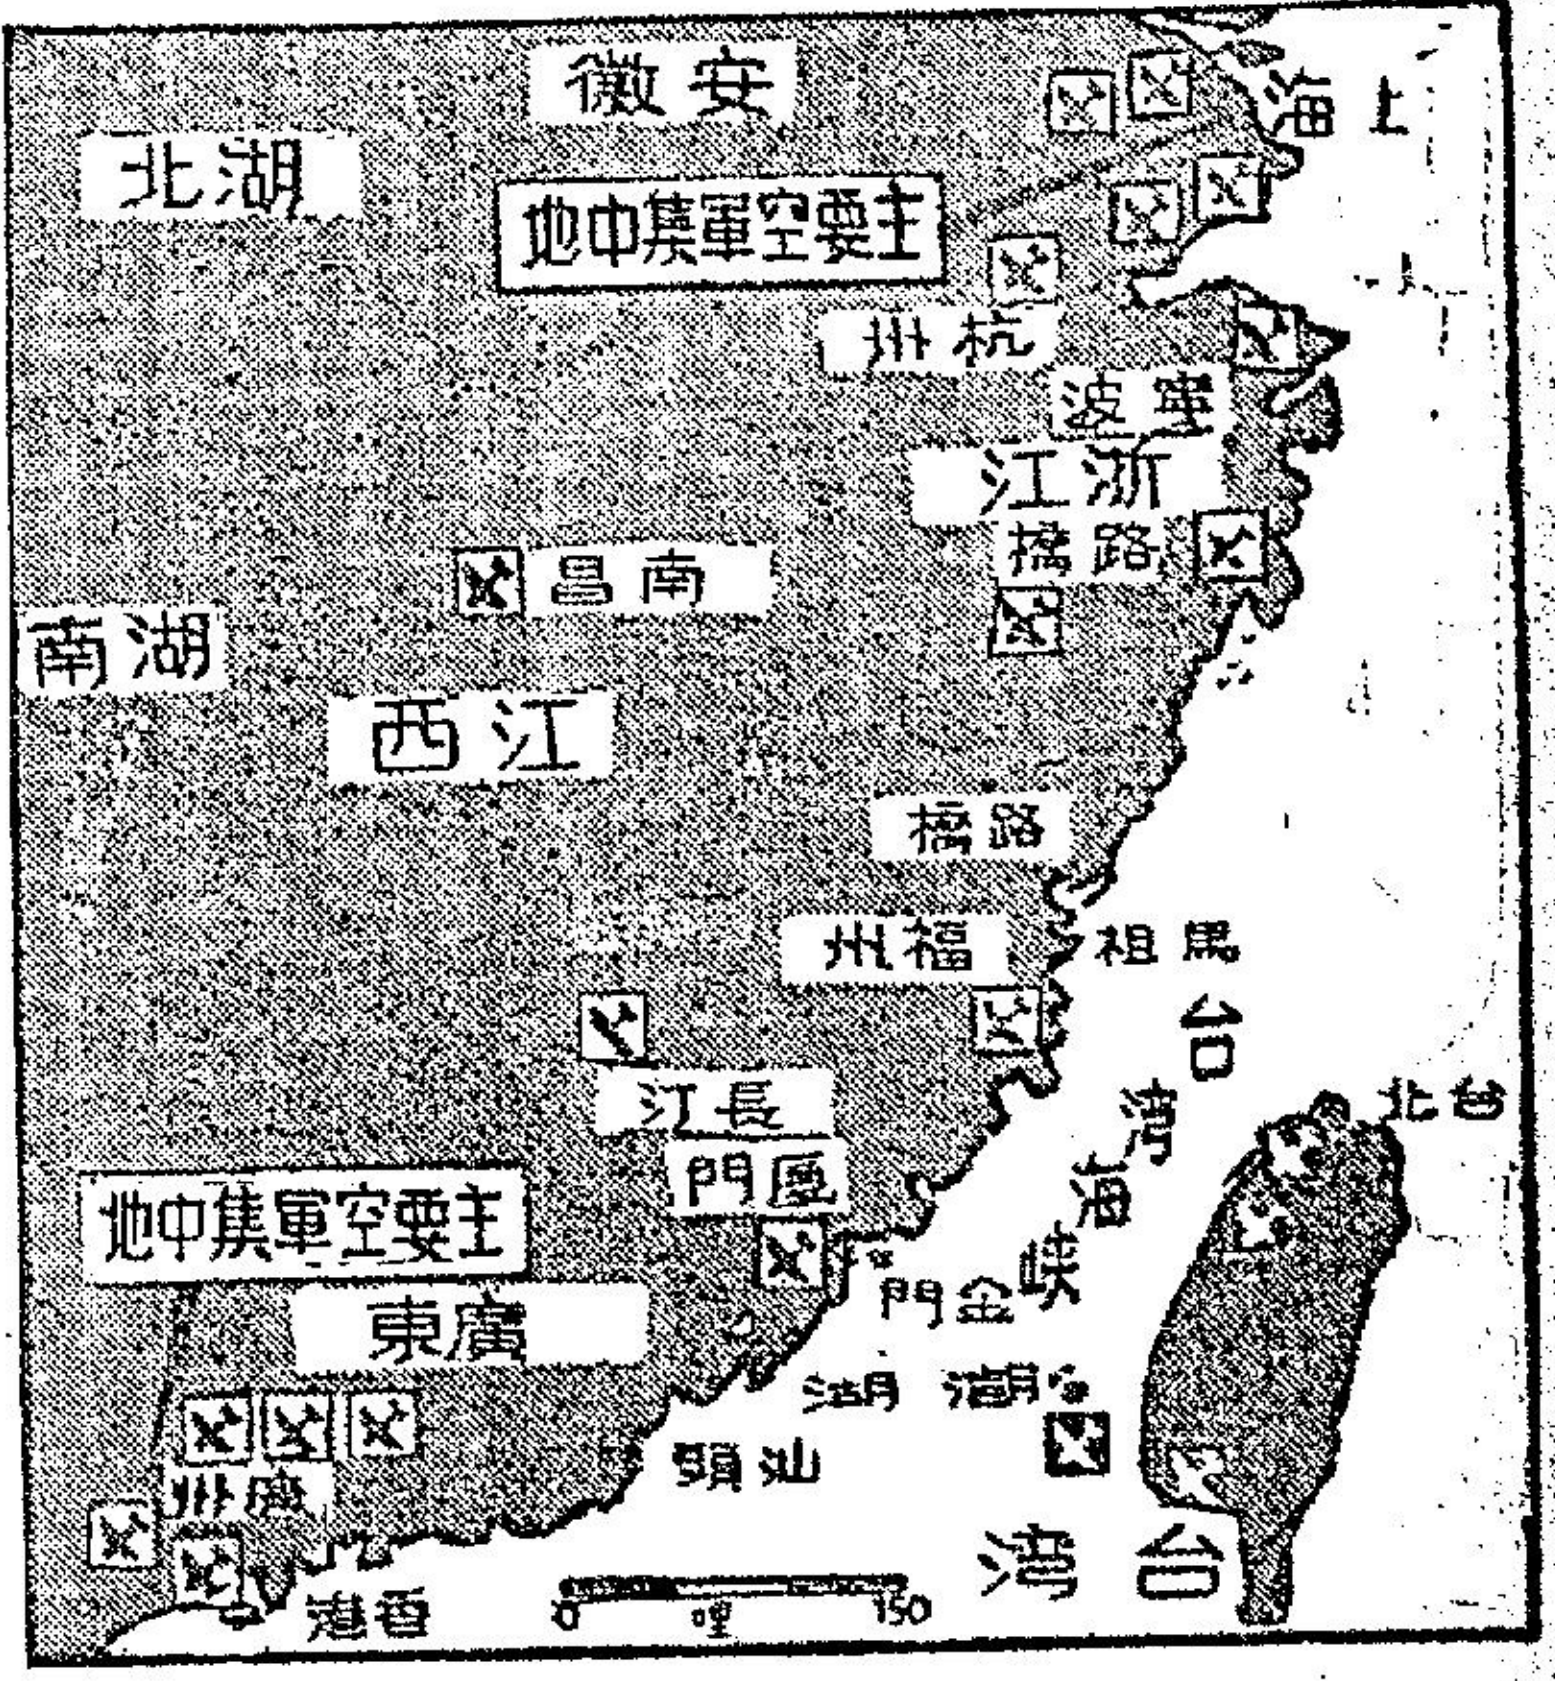 安徽
上海
湖北
主要空軍集中地
杭州
寧波
浙江
路橋
南昌
湖南
江西
路橋
福州
馬祖
台湾海峽
台北
長汀
廈門
主要空軍集中地
金門
廣東
澎湖
汕頭
廣州
台湾
香港
0 哩 150